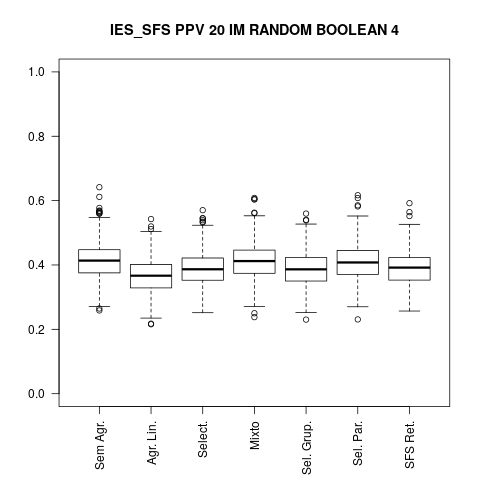 IES_SFS PPV 20 IM RANDOM BOOLEAN 4
1.0
0.8
0.6
0.4
0.2
0.0
Sem Agr.
Agr. Lin.
Select.
Mixto
Sel. Grup.
Sel. Par.
SFS Ret.